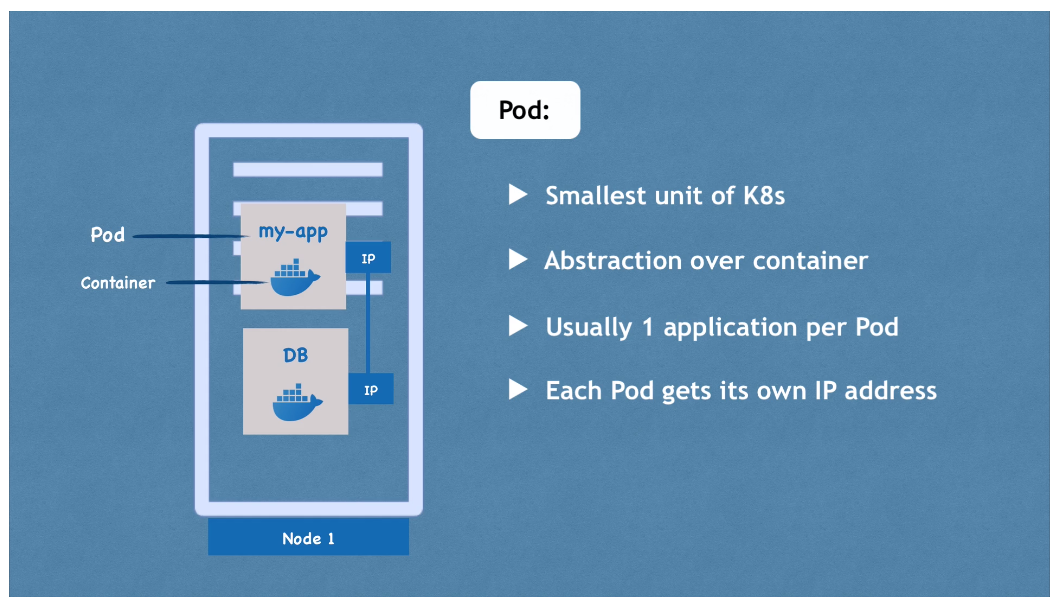 Pod:
Smallest unit of K8s
Abstraction over container
Usually 1 application per Pod
Each Pod gets its own IP address
Pod
Container
my-app
IP
DB
IP
Node 1